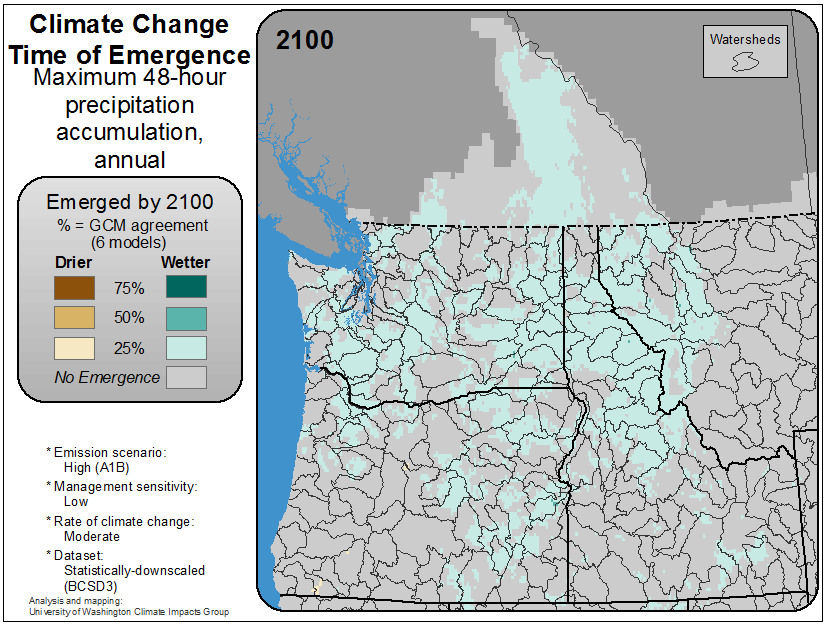 Climate Change
Time of Emergence
Maximum 48-hour
precipitation
accumulation,
annual
Emerged by 2100
% = GCM agreement
(6 models)
Drier Wetter
75%
50%
25%
No Emergence
* Emission scenario:
High (A1B)
* Management sensitivity:
Low
* Rate of climate change:
Moderate
* Dataset:
Statistically-downscaled
(BCSD3)
Analysis and mapping:
University of Washington Climate Impacts Group
2100
Watersheds